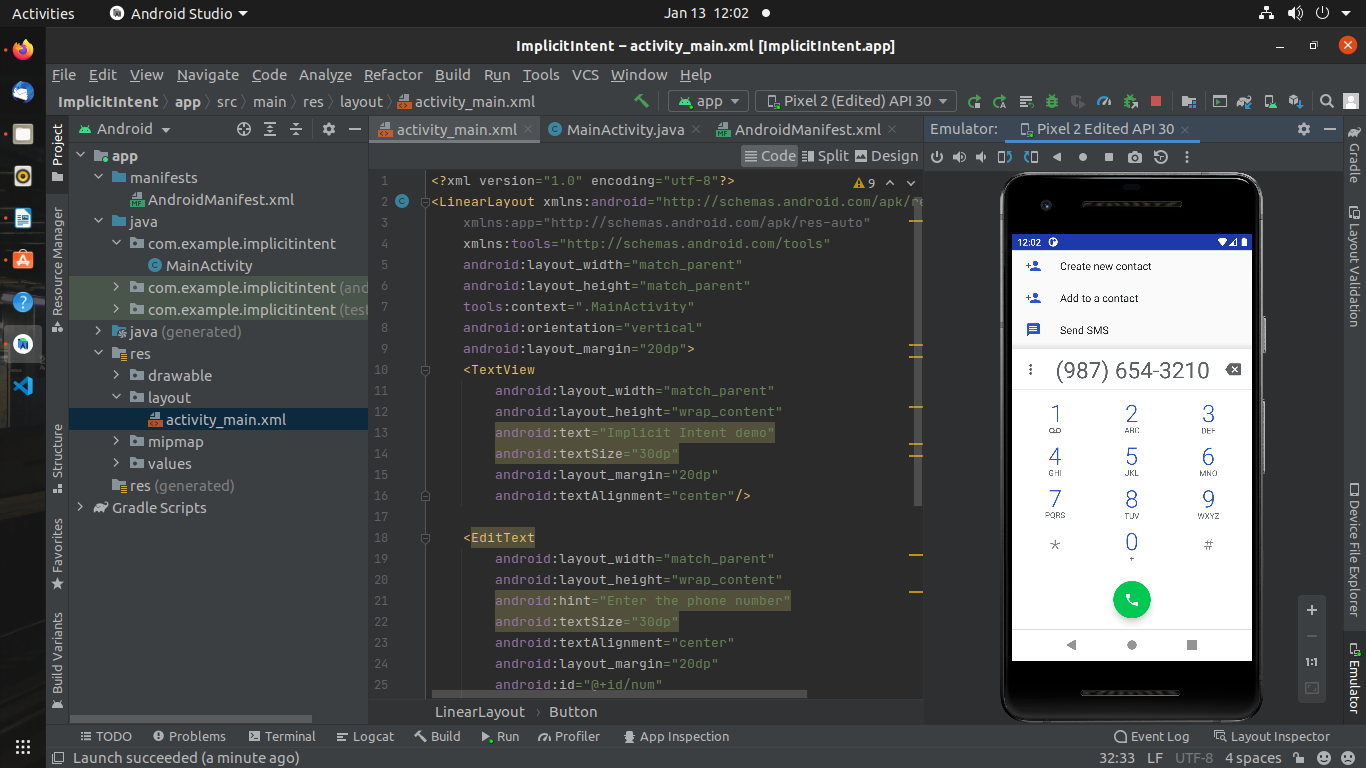 Activities
Android Studio
Jan 13 12:02
ImplicitIntent – activity_main.xml [ImplicitIntent.app]
File Edit View Navigate Code Analyze Refactor Build Run Tools VCS Window Help
ImplicitIntent app src main res layout activity_main.xml
app
Pixel 2 (Edited) API 30
Project
Resource Manager
Structure
Favorites
Build Variants
Android
app
manifests
AndroidManifest.xml
java
com.example.implicitintent
MainActivity
com.example.implicitintent (and
com.example.implicitintent (test
java (generated)
res
drawable
layout
activity_main.xml
mipmap
values
res (generated)
Gradle Scripts
activity_main.xml MainActivity.java AndroidManifest.xml
Code Split Design
9
1 <?xml version="1.0" encoding="utf-8"?>
2 <LinearLayout xmlns:android="http://schemas.android.com/apk/re
3 xmlns:app="http://schemas.android.com/apk/res-auto"
4 xmlns:tools="http://schemas.android.com/tools"
5 android:layout_width="match_parent"
6 android:layout_height="match_parent"
7 tools:context=".MainActivity"
8 android:orientation="vertical"
9 android:layout_margin="20dp">
10 <TextView
11 android:layout_width="match_parent"
12 android:layout_height="wrap_content"
13 android:text="Implicit Intent demo"
14 android:textSize="30dp"
15 android:layout_margin="20dp"
16 android:textAlignment="center"/>
17
18 <EditText
19 android:layout_width="match_parent"
20 android:layout_height="wrap_content"
21 android:hint="Enter the phone number"
22 android:textSize="30dp"
23 android:textAlignment="center"
24 android:layout_margin="20dp"
25 android:id="@+id/num"
LinearLayout › Button
Emulator: Pixel 2 Edited API 30
12:02
Create new contact
Add to a contact
Send SMS
(987) 654-3210
1 2 3
ABC DEF
4 5 6
GHI JKL MNO
7 8 9
PQRS TUV WXYZ
* 0 #
+
1:1
Gradle
Layout Validation
Device File Explorer
Emulator
TODO Problems Terminal Logcat Build Run Profiler App Inspection
Event Log Layout Inspector
Launch succeeded (a minute ago)
32:33 LF UTF-8 4 spaces